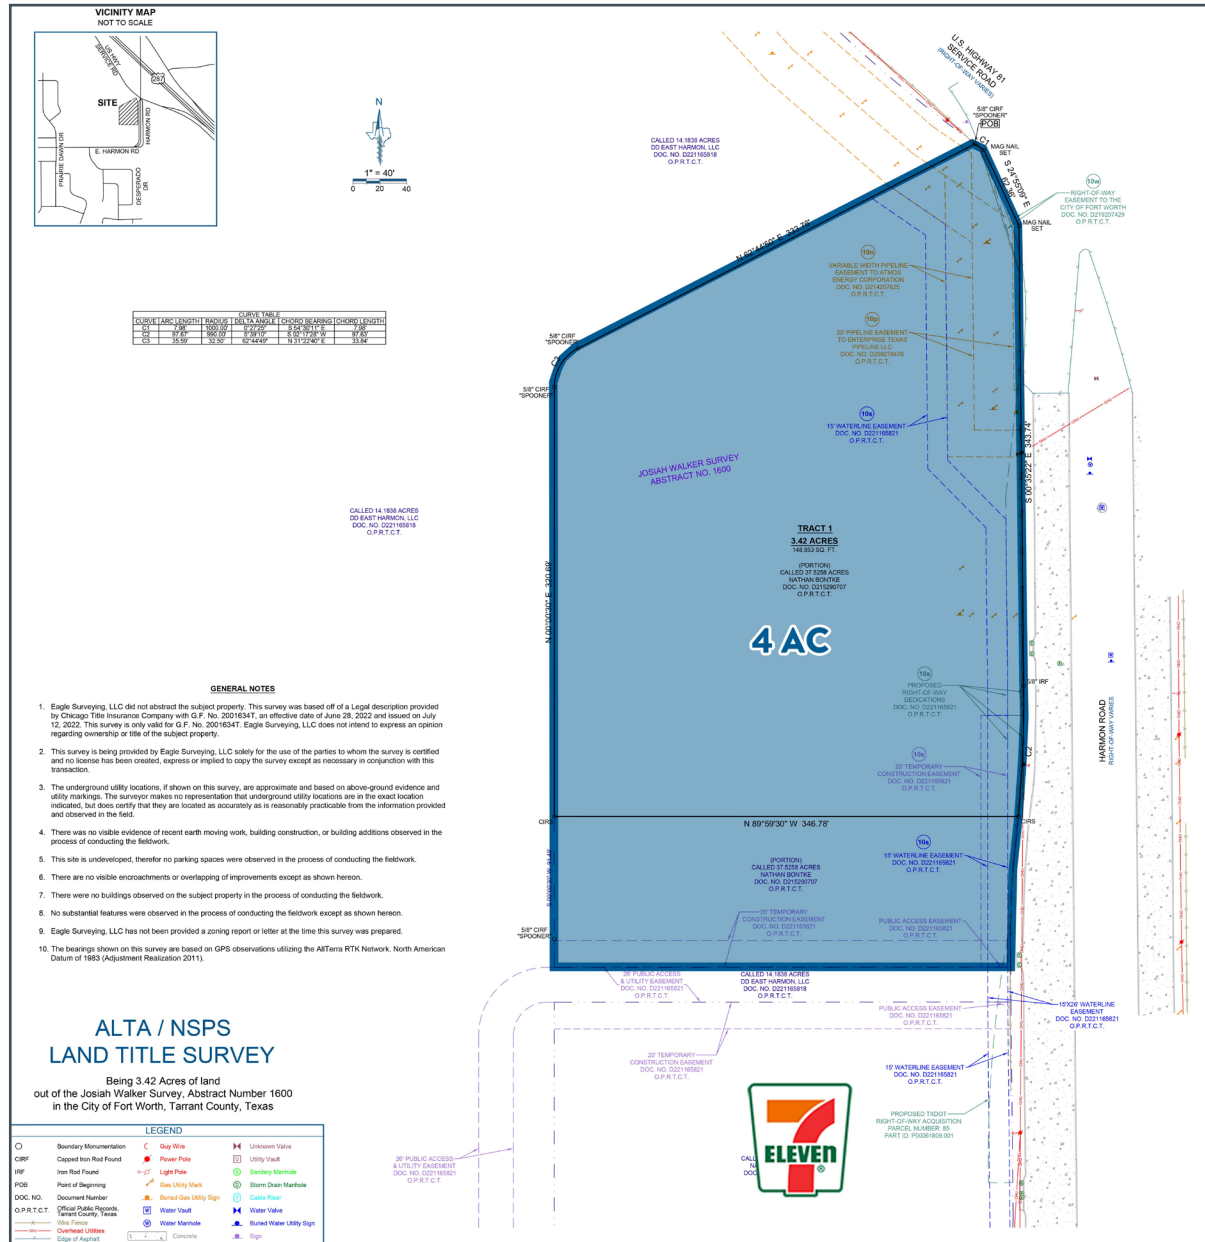 VICINITY MAP
NOT TO SCALE
US HWY
SERVICE RD
287
SITE
HARMON RD
E. HARMON RD
PRAIRIE DAWN DR
DESPERADO
DR
N
1" = 40'
0 20 40
U.S. HIGHWAY 81
SERVICE ROAD
(RIGHT-OF-WAY VARIES)
5/8" CIRF
"SPOONER"
POB
C1
MAG NAIL
SET
S 24°55'09" E
62.36'
MAG NAIL
SET
CALLED 14.1838 ACRES
DD EAST HARMON, LLC
DOC. NO. D221165818
O.P.R.T.C.T.
10w
RIGHT-OF-WAY
EASEMENT TO THE
CITY OF FORT WORTH
DOC. NO. D219207429
O.P.R.T.C.T.
10n
VARIABLE WIDTH PIPELINE
EASEMENT TO ATMOS
ENERGY CORPORATION
DOC. NO. D214257625
O.P.R.T.C.T.
10p
30' PIPELINE EASEMENT
TO ENTERPRISE TEXAS
PIPELINE LLC
O.P.R.T.C.T.
CURVE TABLE
CURVE ARC LENGTH RADIUS DELTA ANGLE CHORD BEARING CHORD LENGTH
C1 7.98' 1000.00' 0°27'25" S 54°30'11" E 7.98'
C2 97.67' 990.00' 5°39'10" S 02°17'28" W 97.63'
C3 35.59' 32.50' 62°44'49" N 31°22'40" E 33.84'
5/8" CIRF
"SPOONER"
5/8" CIRF
"SPOONER"
10s
15' WATERLINE EASEMENT
DOC. NO. D221165821
O.P.R.T.C.T.
S 00°35'22" E 343.74'
JOSIAH WALKER SURVEY
ABSTRACT NO. 1600
CALLED 14.1838 ACRES
DD EAST HARMON, LLC
DOC. NO. D221165818
O.P.R.T.C.T.
TRACT 1
3.42 ACRES
148,853 SQ. FT.
(PORTION)
CALLED 37.5258 ACRES
NATHAN BONTKE
DOC. NO. D215290707
O.P.R.T.C.T.
N 00°00'30" E 320.69'
4 AC
10s
PROPOSED
RIGHT-OF-WAY
DEDICATIONS
DOC. NO. D221165821
O.P.R.T.C.T.
5/8" IRF
HARMON ROAD
RIGHT-OF-WAY VARIES
C2
10s
20' TEMPORARY
CONSTRUCTION EASEMENT
DOC. NO. D221165821
O.P.R.T.C.T.
CIRS
N 89°59'30" W 346.78'
CIRS
10s
15' WATERLINE EASEMENT
DOC. NO. D221165821
O.P.R.T.C.T.
(PORTION)
CALLED 37.5258 ACRES
NATHAN BONTKE
DOC. NO. D215290707
O.P.R.T.C.T.
20' TEMPORARY
CONSTRUCTION EASEMENT
DOC. NO. D221165821
O.P.R.T.C.T.
PUBLIC ACCESS EASEMENT
DOC. NO. D221165821
O.P.R.T.C.T.
5/8" CIRF
"SPOONER"
GENERAL NOTES
1. Eagle Surveying, LLC did not abstract the subject property. This survey was based off of a Legal description provided
by Chicago Title Insurance Company with G.F. No. 2001634T, an effective date of June 28, 2022 and issued on July
12, 2022. This survey is only valid for G.F. No. 2001634T. Eagle Surveying, LLC does not intend to express an opinion
regarding ownership or title of the subject property.
2. This survey is being provided by Eagle Surveying, LLC solely for the use of the parties to whom the survey is certified
and no license has been created, express or implied to copy the survey except as necessary in conjunction with this
transaction.
3. The underground utility locations, if shown on this survey, are approximate and based on above-ground evidence and
utility markings. The surveyor makes no representation that underground utility locations are in the exact location
indicated, but does certify that they are located as accurately as is reasonably practicable from the information provided
and observed in the field.
4. There was no visible evidence of recent earth moving work, building construction, or building additions observed in the
process of conducting the fieldwork.
5. This site is undeveloped, therefor no parking spaces were observed in the process of conducting the fieldwork.
6. There are no visible encroachments or overlapping of improvements except as shown hereon.
7. There were no buildings observed on the subject property in the process of conducting the fieldwork.
8. No substantial features were observed in the process of conducting the fieldwork except as shown hereon.
9. Eagle Surveying, LLC has not been provided a zoning report or letter at the time this survey was prepared.
10. The bearings shown on this survey are based on GPS observations utilizing the AllTerra RTK Network. North American
Datum of 1983 (Adjustment Realization 2011).
26' PUBLIC ACCESS
& UTILITY EASEMENT
DOC. NO. D221165821
O.P.R.T.C.T.
CALLED 14.1838 ACRES
DD EAST HARMON, LLC
DOC. NO. D221165818
O.P.R.T.C.T.
PUBLIC ACCESS EASEMENT
DOC. NO. D221165821
O.P.R.T.C.T.
15'X26' WATERLINE
EASEMENT
DOC. NO. D221165821
O.P.R.T.C.T.
20' TEMPORARY
CONSTRUCTION EASEMENT
DOC. NO. D221165821
O.P.R.T.C.T.
15' WATERLINE EASEMENT
DOC. NO. D221165821
O.P.R.T.C.T.
PROPOSED TXDOT
RIGHT-OF-WAY ACQUISITION
PARCEL NUMBER: 85
PART ID: P00061809.001
26' PUBLIC ACCESS
& UTILITY EASEMENT
DOC. NO. D221165821
O.P.R.T.C.T.
7
ELEVEN
®
ALTA / NSPS
LAND TITLE SURVEY
Being 3.42 Acres of land
out of the Josiah Walker Survey, Abstract Number 1600
in the City of Fort Worth, Tarrant County, Texas
LEGEND
Boundary Monumentation
CIRF Capped Iron Rod Found
IRF Iron Rod Found
POB Point of Beginning
DOC. NO. Document Number
O.P.R.T.C.T. Official Public Records, Tarrant County, Texas
Wire Fence
Overhead Utilities
Edge of Asphalt
Guy Wire
Power Pole
Light Pole
Gas Utility Mark
Buried Gas Utility Sign
Water Vault
Water Manhole
Concrete
Unknown Valve
Utility Vault
Sanitary Manhole
Storm Drain Manhole
Cable Riser
Water Valve
Buried Water Utility Sign
Sign